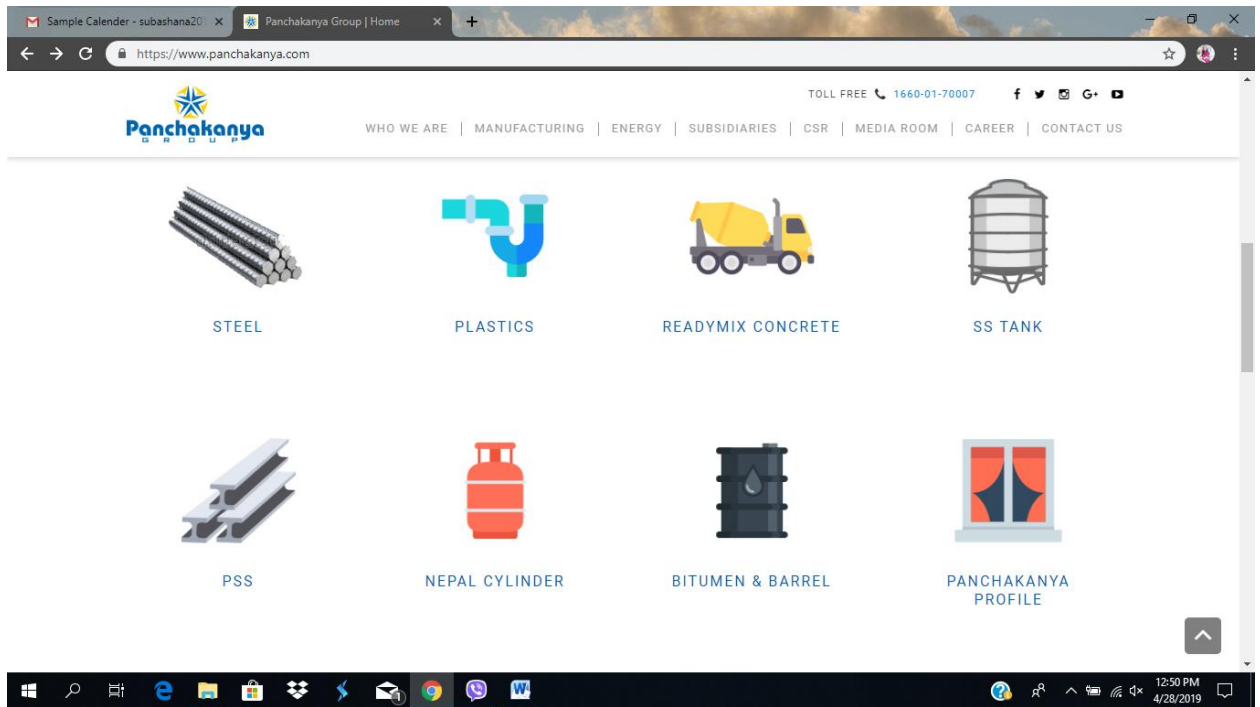 Sample Calender - subashana20
Panchakanya Group | Home
https://www.panchakanya.com
TOLL FREE 1660-01-70007
Panchakanya
GROUP
WHO WE ARE | MANUFACTURING | ENERGY | SUBSIDIARIES | CSR | MEDIA ROOM | CAREER | CONTACT US
STEEL
PLASTICS
READYMIX CONCRETE
SS TANK
PSS
NEPAL CYLINDER
BITUMEN & BARREL
PANCHAKANYA
PROFILE
12:50 PM
4/28/2019